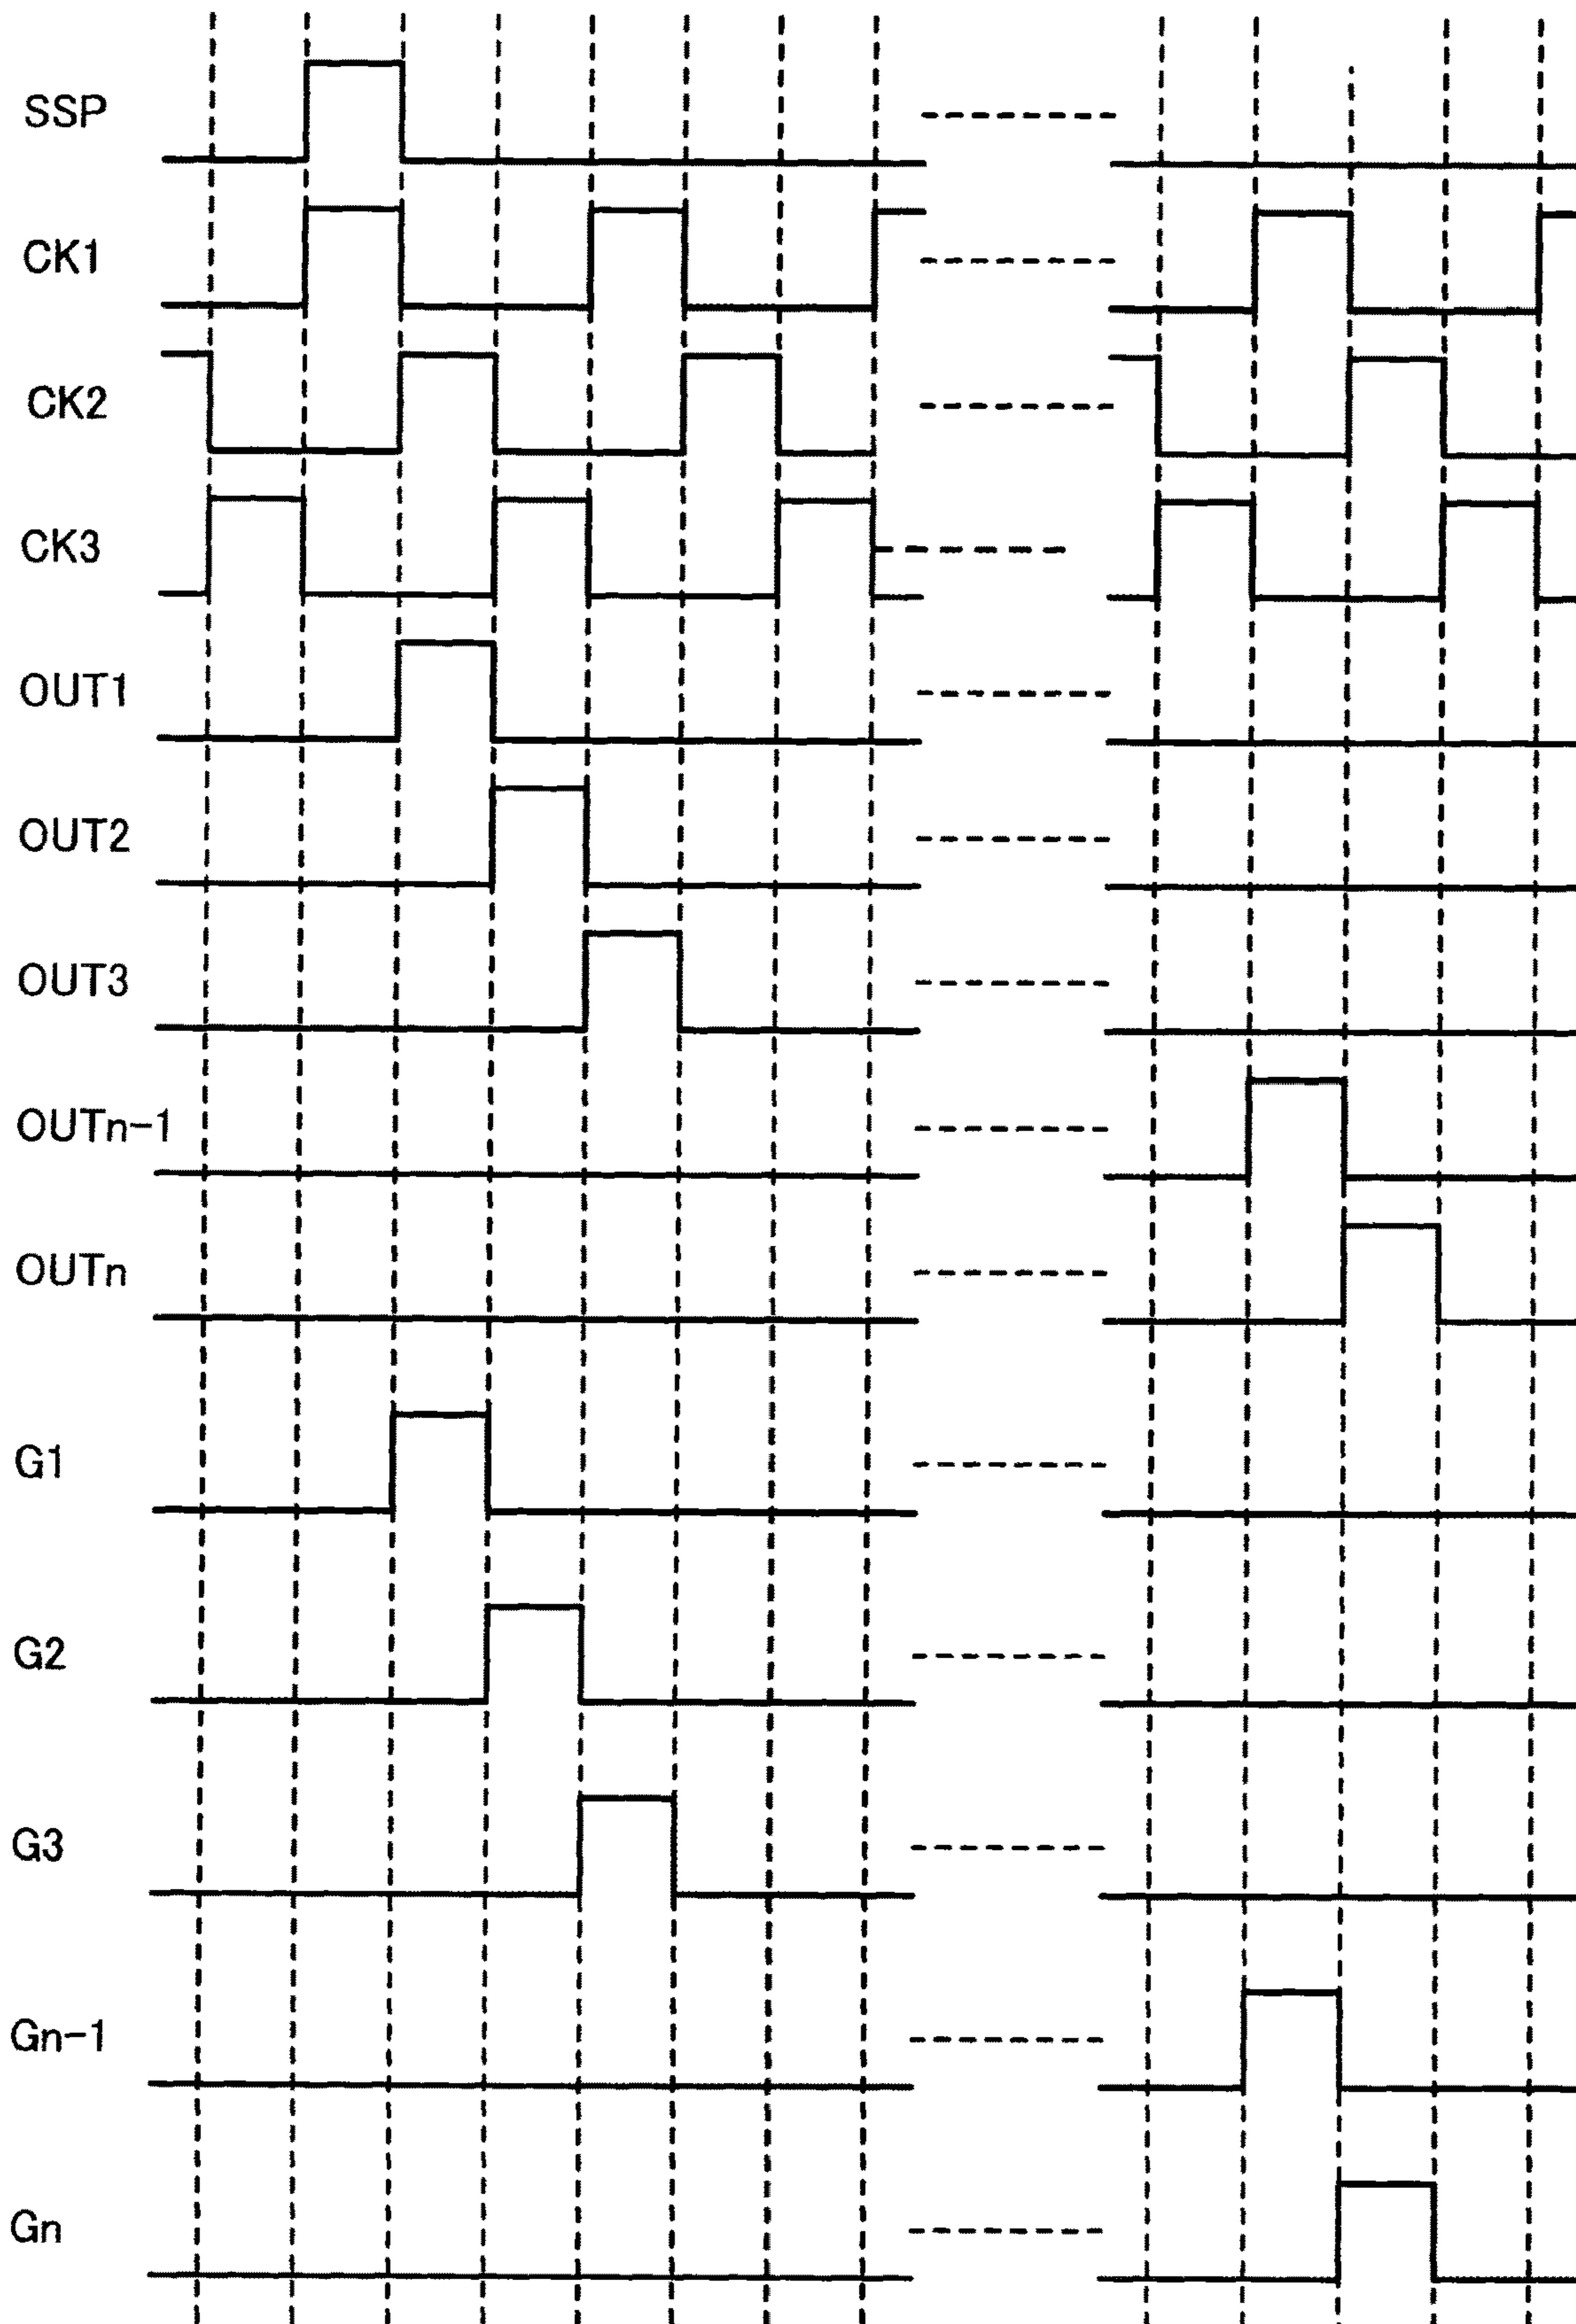 SSP
CK1
CK2
CK3
OUT1
OUT2
OUT3
OUTn-1
OUTn
G1
G2
G3
Gn-1
Gn